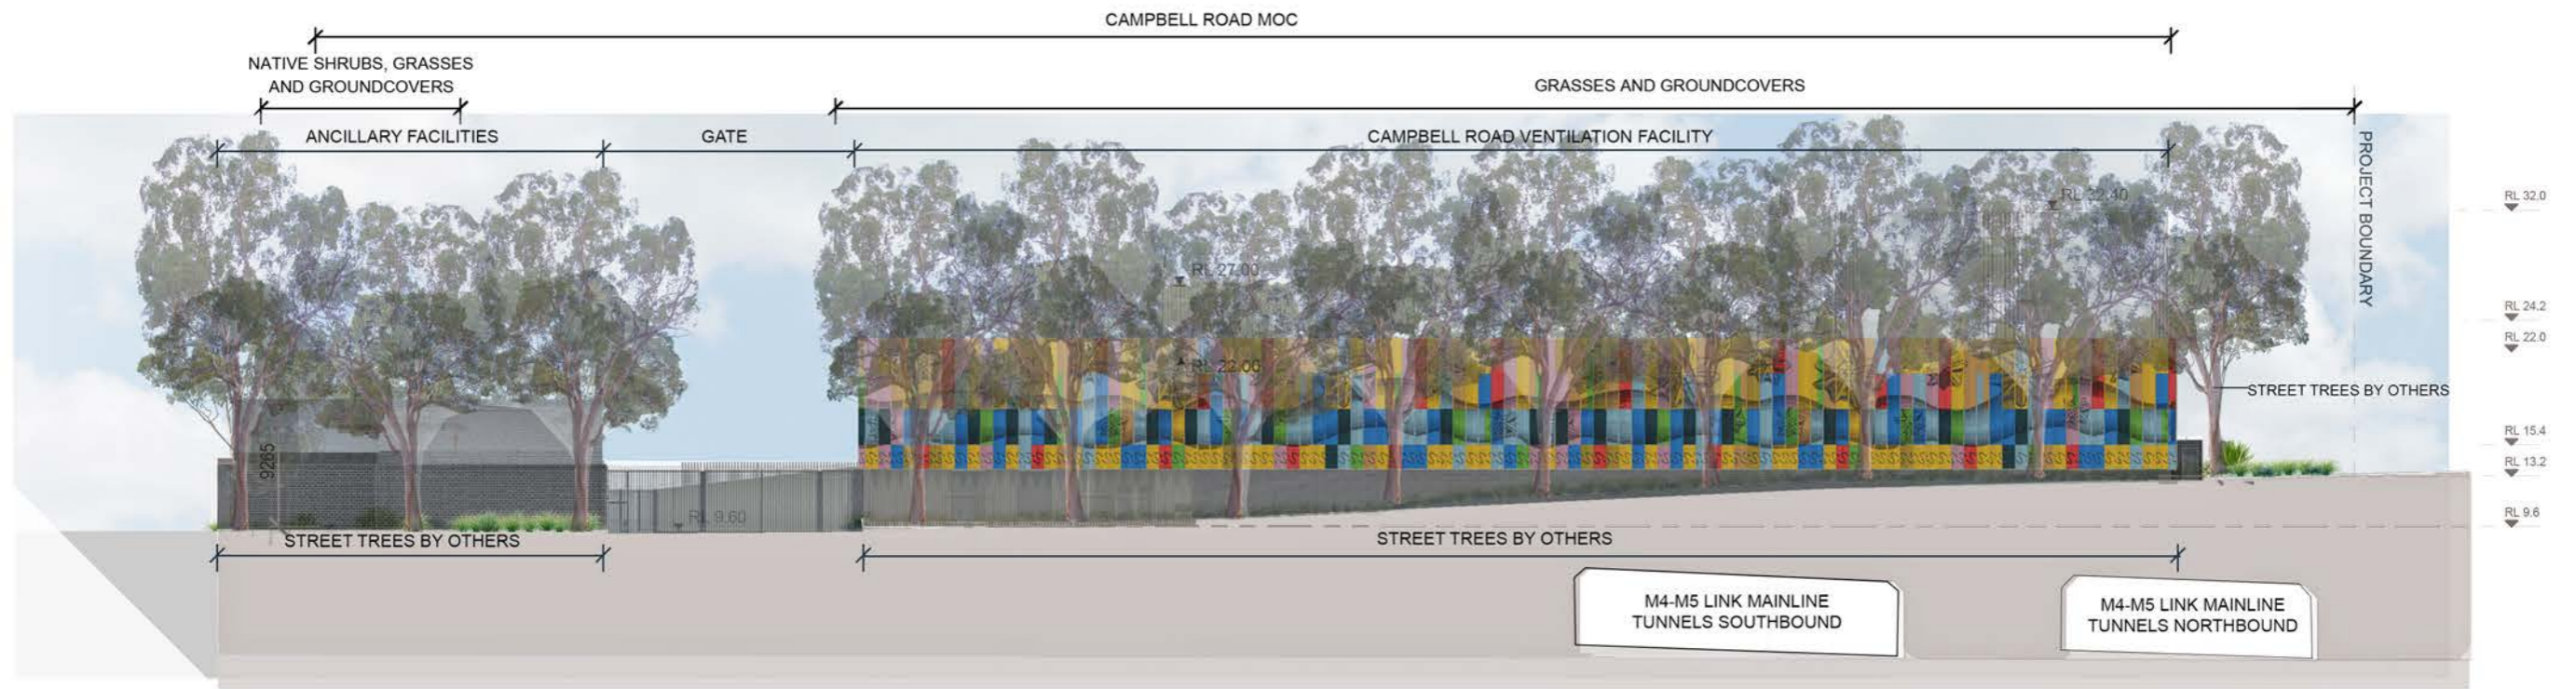 CAMPBELL ROAD MOC
NATIVE SHRUBS, GRASSES
AND GROUNDCOVERS
GRASSES AND GROUNDCOVERS
ANCILLARY FACILITIES
GATE
CAMPBELL ROAD VENTILATION FACILITY
PROJECT BOUNDARY
RL 32.40
RL 32.0
RL 27.00
RL 24.2
RL 22.0
RL 22.00
STREET TREES BY OTHERS
RL 15.4
RL 13.2
9265
RL 9.60
RL 9.6
STREET TREES BY OTHERS
STREET TREES BY OTHERS
M4-M5 LINK MAINLINE
TUNNELS SOUTHBOUND
M4-M5 LINK MAINLINE
TUNNELS NORTHBOUND